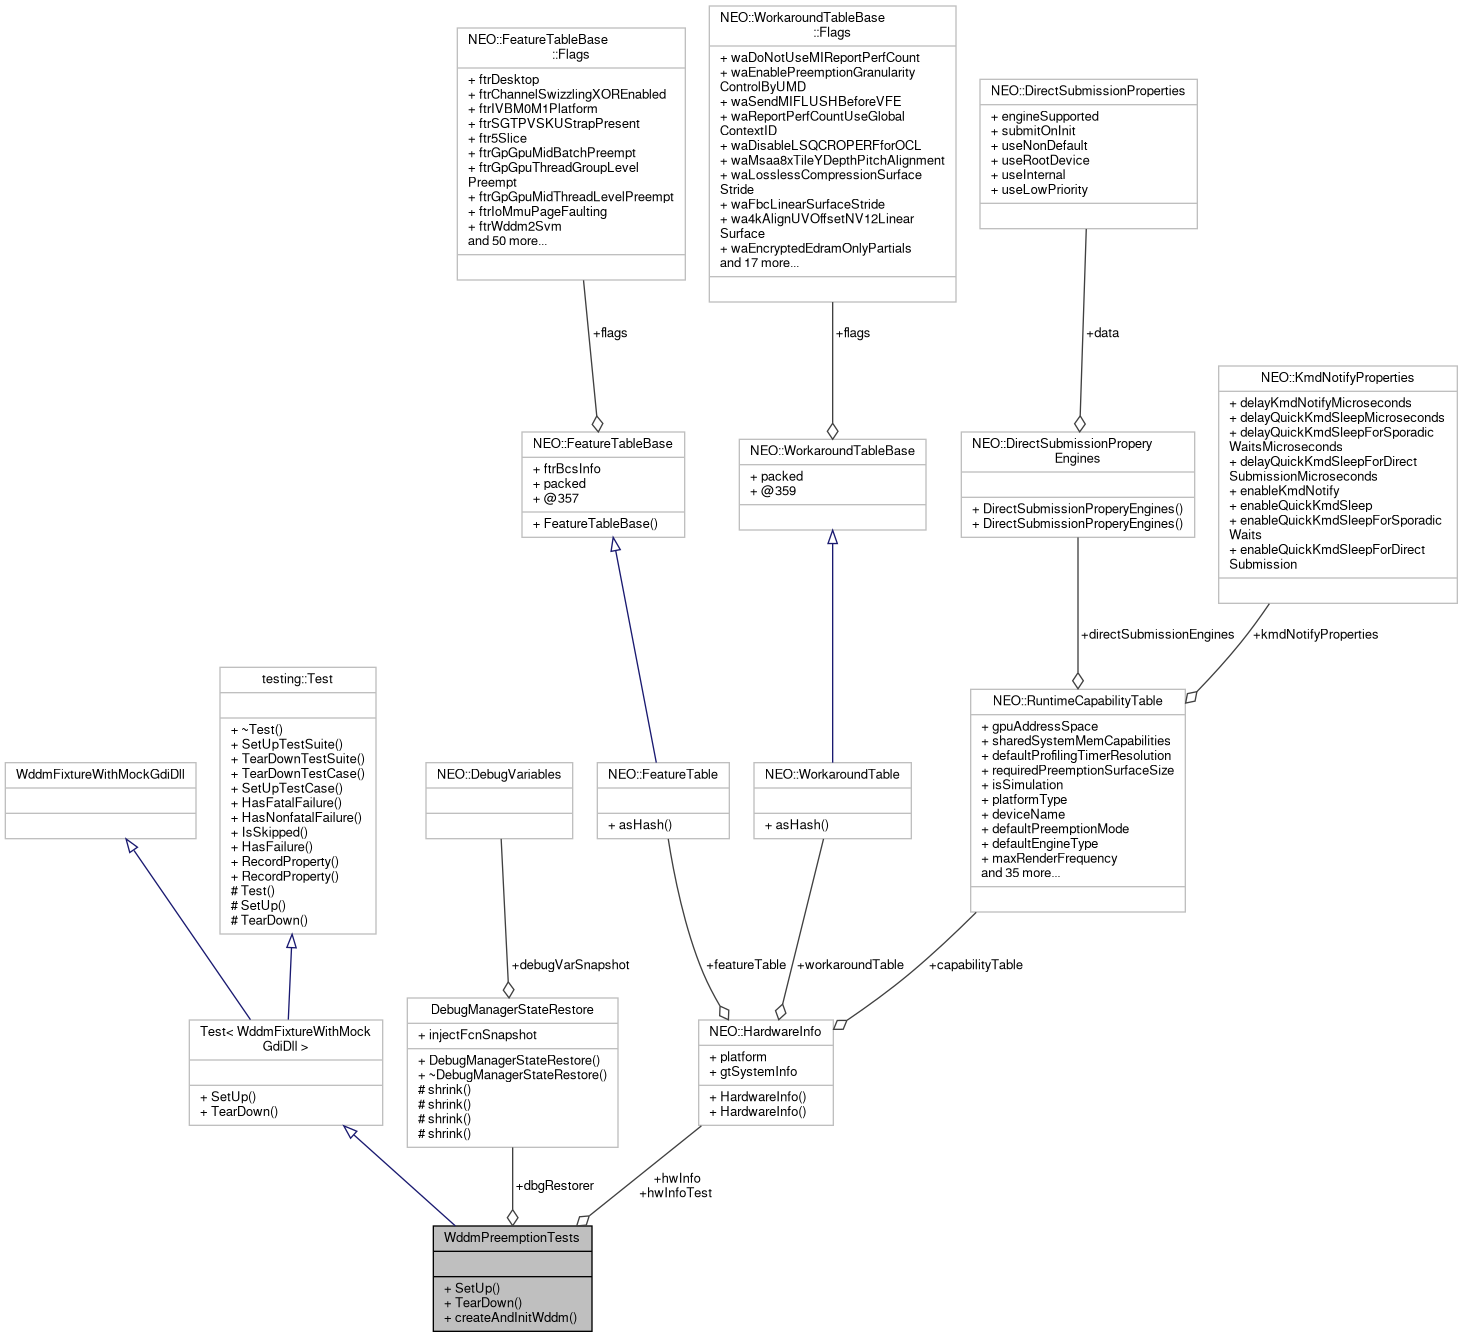 NEO::FeatureTableBase
::Flags
+ ftrDesktop
+ ftrChannelSwizzlingXOREnabled
+ ftrIVBM0M1Platform
+ ftrSGTPVSKUStrapPresent
+ ftr5Slice
+ ftrGpGpuMidBatchPreempt
+ ftrGpGpuThreadGroupLevel
Preempt
+ ftrGpGpuMidThreadLevelPreempt
+ ftrIoMmuPageFaulting
+ ftrWddm2Svm
and 50 more...
NEO::WorkaroundTableBase
::Flags
+ waDoNotUseMIReportPerfCount
+ waEnablePreemptionGranularity
ControlByUMD
+ waSendMIFLUSHBeforeVFE
+ waReportPerfCountUseGlobal
ContextID
+ waDisableLSQCROPERFforOCL
+ waMsaa8xTileYDepthPitchAlignment
+ waLosslessCompressionSurface
Stride
+ waFbcLinearSurfaceStride
+ wa4kAlignUVOffsetNV12Linear
Surface
+ waEncryptedEdramOnlyPartials
and 17 more...
NEO::DirectSubmissionProperties
+ engineSupported
+ submitOnInit
+ useNonDefault
+ useRootDevice
+ useInternal
+ useLowPriority
+flags
+flags
+data
NEO::KmdNotifyProperties
+ delayKmdNotifyMicroseconds
+ delayQuickKmdSleepMicroseconds
+ delayQuickKmdSleepForSporadic
WaitsMicroseconds
+ delayQuickKmdSleepForDirect
SubmissionMicroseconds
+ enableKmdNotify
+ enableQuickKmdSleep
+ enableQuickKmdSleepForSporadic
Waits
+ enableQuickKmdSleepForDirect
Submission
NEO::FeatureTableBase
+ ftrBcsInfo
+ packed
+ @357
+ FeatureTableBase()
NEO::WorkaroundTableBase
+ packed
+ @359
NEO::DirectSubmissionPropery
Engines
+ DirectSubmissionProperyEngines()
+ DirectSubmissionProperyEngines()
+directSubmissionEngines
+kmdNotifyProperties
testing::Test
+ ~Test()
+ SetUpTestSuite()
+ TearDownTestSuite()
+ TearDownTestCase()
+ SetUpTestCase()
+ HasFatalFailure()
+ HasNonfatalFailure()
+ IsSkipped()
+ HasFailure()
+ RecordProperty()
+ RecordProperty()
# Test()
# SetUp()
# TearDown()
NEO::RuntimeCapabilityTable
+ gpuAddressSpace
+ sharedSystemMemCapabilities
+ defaultProfilingTimerResolution
+ requiredPreemptionSurfaceSize
+ isSimulation
+ platformType
+ deviceName
+ defaultPreemptionMode
+ defaultEngineType
+ maxRenderFrequency
and 35 more...
WddmFixtureWithMockGdiDll
NEO::DebugVariables
NEO::FeatureTable
+ asHash()
NEO::WorkaroundTable
+ asHash()
+debugVarSnapshot
+featureTable
+workaroundTable
+capabilityTable
Test< WddmFixtureWithMock
GdiDll >
+ SetUp()
+ TearDown()
DebugManagerStateRestore
+ injectFcnSnapshot
+ DebugManagerStateRestore()
+ ~DebugManagerStateRestore()
# shrink()
# shrink()
# shrink()
# shrink()
NEO::HardwareInfo
+ platform
+ gtSystemInfo
+ HardwareInfo()
+ HardwareInfo()
+dbgRestorer
+hwInfo
+hwInfoTest
WddmPreemptionTests
+ SetUp()
+ TearDown()
+ createAndInitWddm()